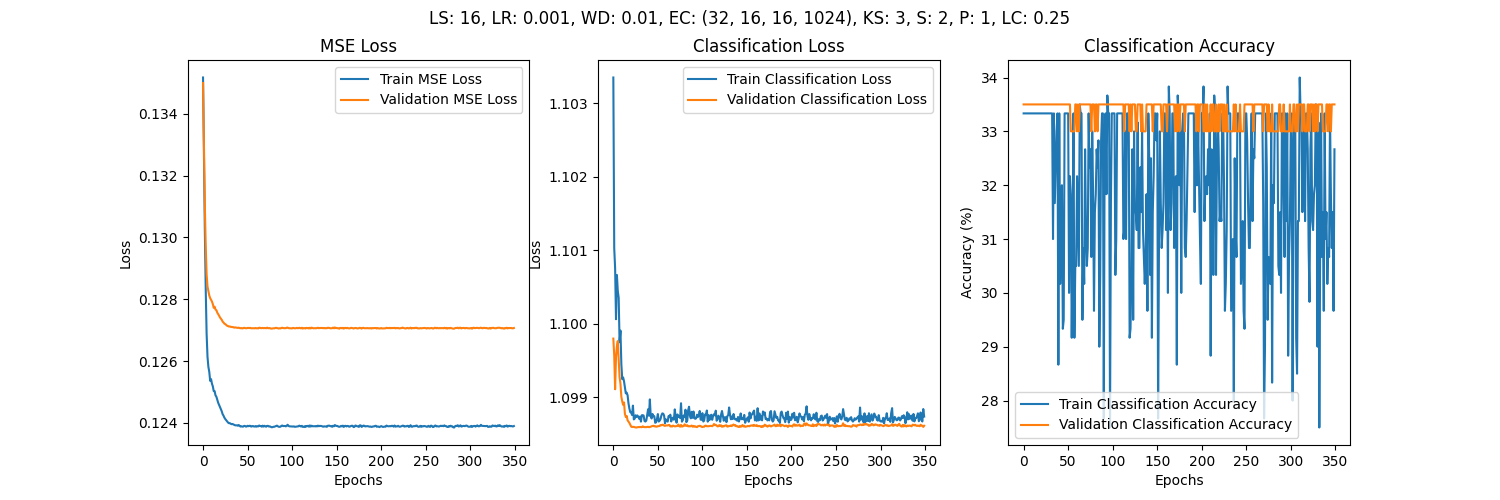 LS: 16, LR: 0.001, WD: 0.01, EC: (32, 16, 16, 1024), KS: 3, S: 2, P: 1, LC: 0.25
MSE Loss
Train MSE Loss
Validation MSE Loss
Loss
0.134
0.132
0.130
0.128
0.126
0.124
0 50 100 150 200 250 300 350
Epochs
Classification Loss
Train Classification Loss
Validation Classification Loss
Loss
1.103
1.102
1.101
1.100
1.099
0 50 100 150 200 250 300 350
Epochs
Classification Accuracy
Accuracy (%)
34
33
32
31
30
29
28
Train Classification Accuracy
Validation Classification Accuracy
0 50 100 150 200 250 300 350
Epochs